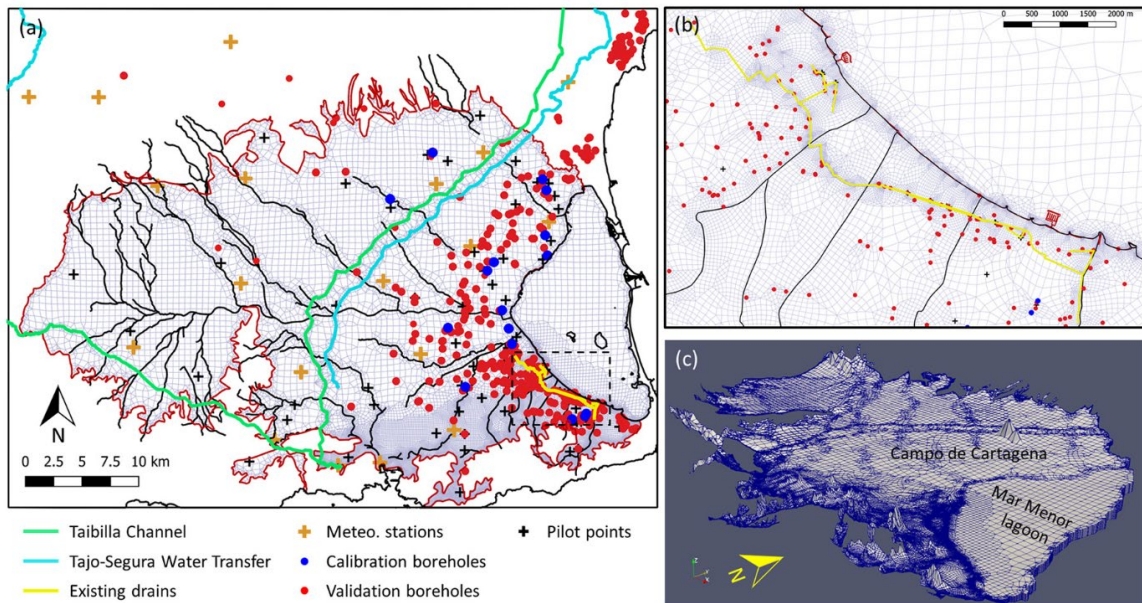 (a)
N
0 2.5 5 7.5 10 km
(b)
0 500 1000 1500 2000 m
(c)
Campo de Cartagena
Mar Menor
lagoon
N
Taibilla Channel
Tajo-Segura Water Transfer
Existing drains
Meteo. stations
Calibration boreholes
Validation boreholes
Pilot points